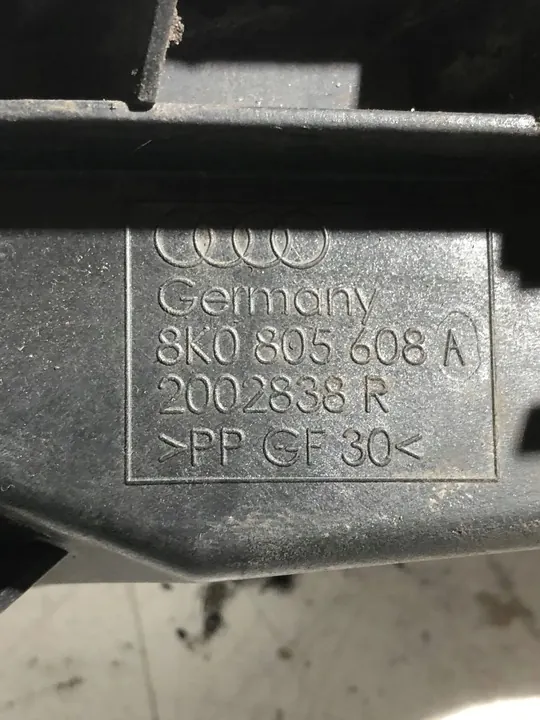 Germany
8K0 805 608 A
2002838 R
>PP GF 30<